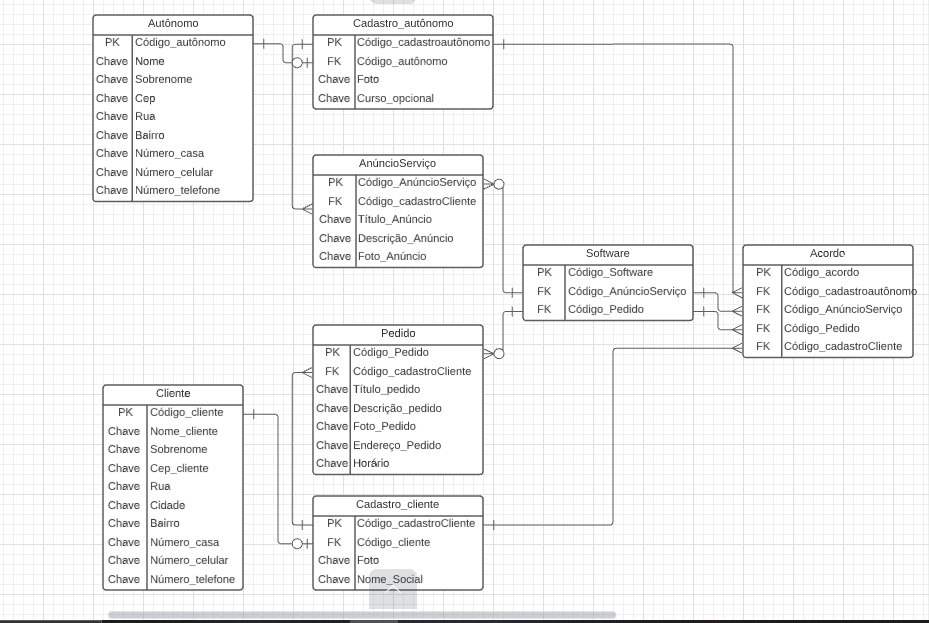 Autônomo
PK Código_autônomo
Chave Nome
Chave Sobrenome
Chave Cep
Chave Rua
Chave Bairro
Chave Número_casa
Chave Número_celular
Chave Número_telefone
Cadastro_autônomo
PK Código_cadastroautônomo
FK Código_autônomo
Chave Foto
Chave Curso_opcional
AnúncioServiço
PK Código_AnúncioServiço
FK Código_cadastroCliente
Chave Título_Anúncio
Chave Descrição_Anúncio
Chave Foto_Anúncio
Software
PK Código_Software
FK Código_AnúncioServiço
FK Código_Pedido
Acordo
PK Código_acordo
FK Código_cadastroautônomo
FK Código_AnúncioServiço
FK Código_Pedido
FK Código_cadastroCliente
Pedido
PK Código_Pedido
FK Código_cadastroCliente
Chave Título_pedido
Chave Descrição_pedido
Chave Foto_Pedido
Chave Endereço_Pedido
Chave Horário
Cliente
PK Código_cliente
Chave Nome_cliente
Chave Sobrenome
Chave Cep_cliente
Chave Rua
Chave Cidade
Chave Bairro
Chave Número_casa
Chave Número_celular
Chave Número_telefone
Cadastro_cliente
PK Código_cadastroCliente
FK Código_cliente
Chave Foto
Chave Nome_Social